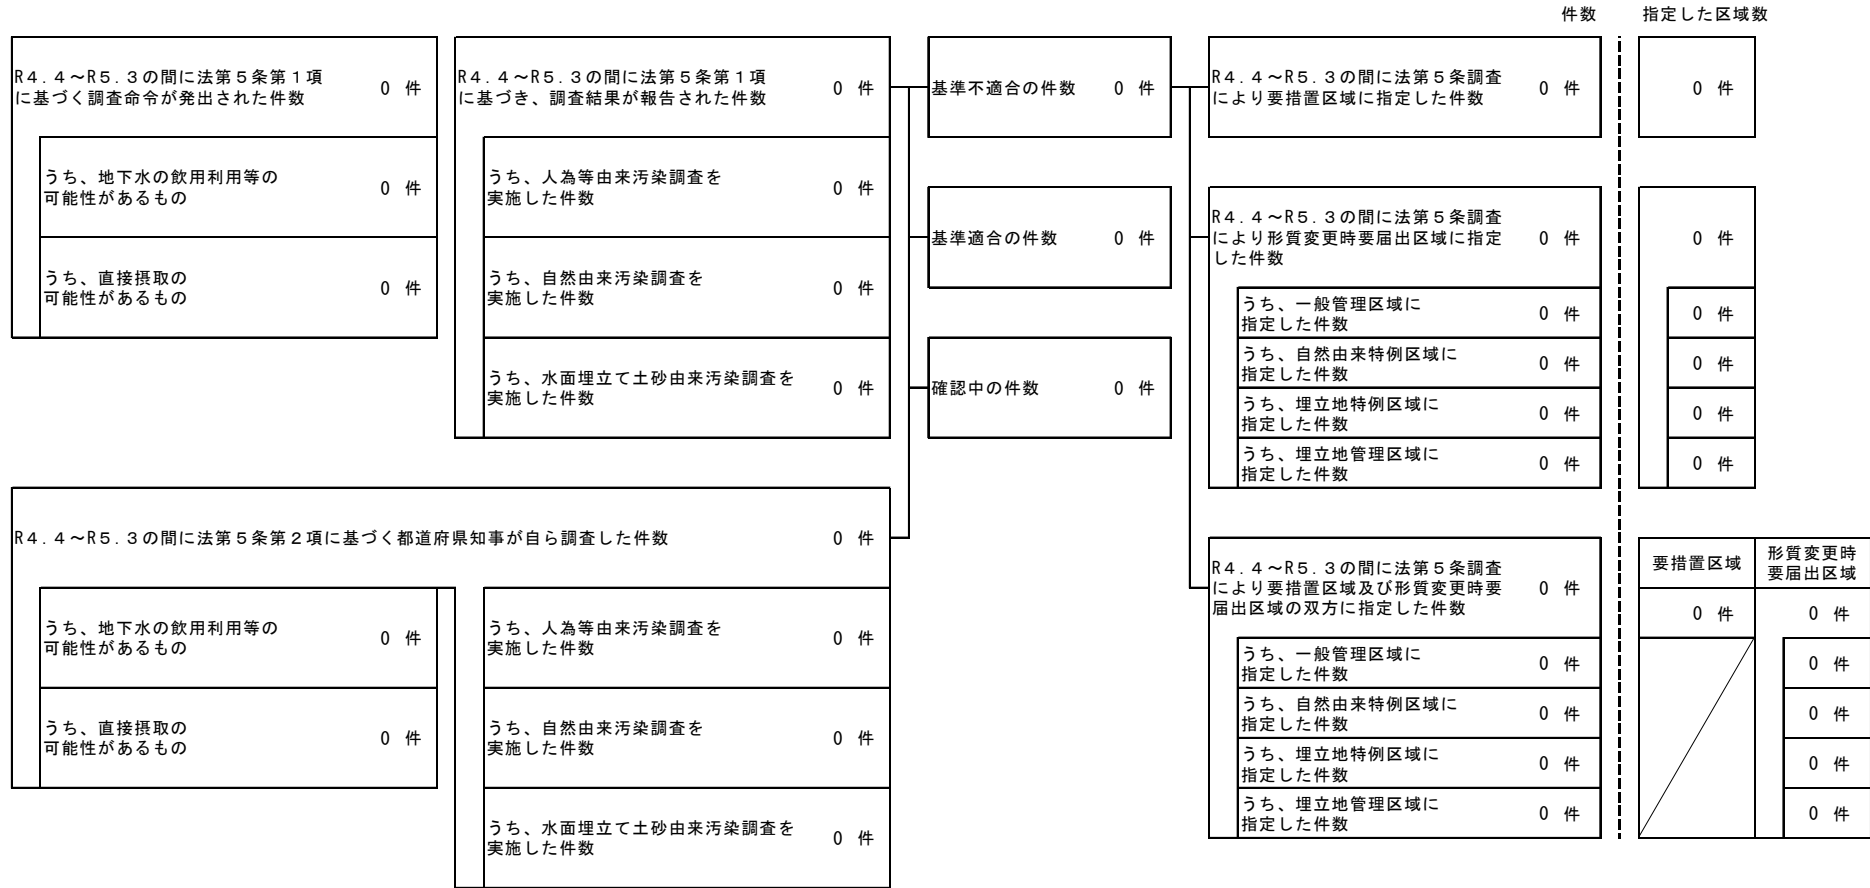 件数
指定した区域数
R４.４～R５.３の間に法第５条第１項
に基づく調査命令が発出された件数
0 件
うち、地下水の飲用利用等の
可能性があるもの
0 件
うち、直接摂取の
可能性があるもの
0 件
R４.４～R５.３の間に法第５条第１項
に基づき、調査結果が報告された件数
0 件
うち、人為等由来汚染調査を
実施した件数
0 件
うち、自然由来汚染調査を
実施した件数
0 件
うち、水面埋立て土砂由来汚染調査を
実施した件数
0 件
R４.４～R５.３の間に法第５条第２項に基づく都道府県知事が自ら調査した件数
0 件
うち、地下水の飲用利用等の
可能性があるもの
0 件
うち、直接摂取の
可能性があるもの
0 件
うち、人為等由来汚染調査を
実施した件数
0 件
うち、自然由来汚染調査を
実施した件数
0 件
うち、水面埋立て土砂由来汚染調査を
実施した件数
0 件
基準不適合の件数
0 件
基準適合の件数
0 件
確認中の件数
0 件
R４.４～R５.３の間に法第５条調査
により要措置区域に指定した件数
0 件
0 件
R４.４～R５.３の間に法第５条調査
により形質変更時要届出区域に指定
した件数
0 件
0 件
うち、一般管理区域に
指定した件数
0 件
0 件
うち、自然由来特例区域に
指定した件数
0 件
0 件
うち、埋立地特例区域に
指定した件数
0 件
0 件
うち、埋立地管理区域に
指定した件数
0 件
0 件
R４.４～R５.３の間に法第５条調査
により要措置区域及び形質変更時要
届出区域の双方に指定した件数
0 件
要措置区域
形質変更時
要届出区域
0 件
0 件
うち、一般管理区域に
指定した件数
0 件
0 件
うち、自然由来特例区域に
指定した件数
0 件
0 件
うち、埋立地特例区域に
指定した件数
0 件
0 件
うち、埋立地管理区域に
指定した件数
0 件
0 件